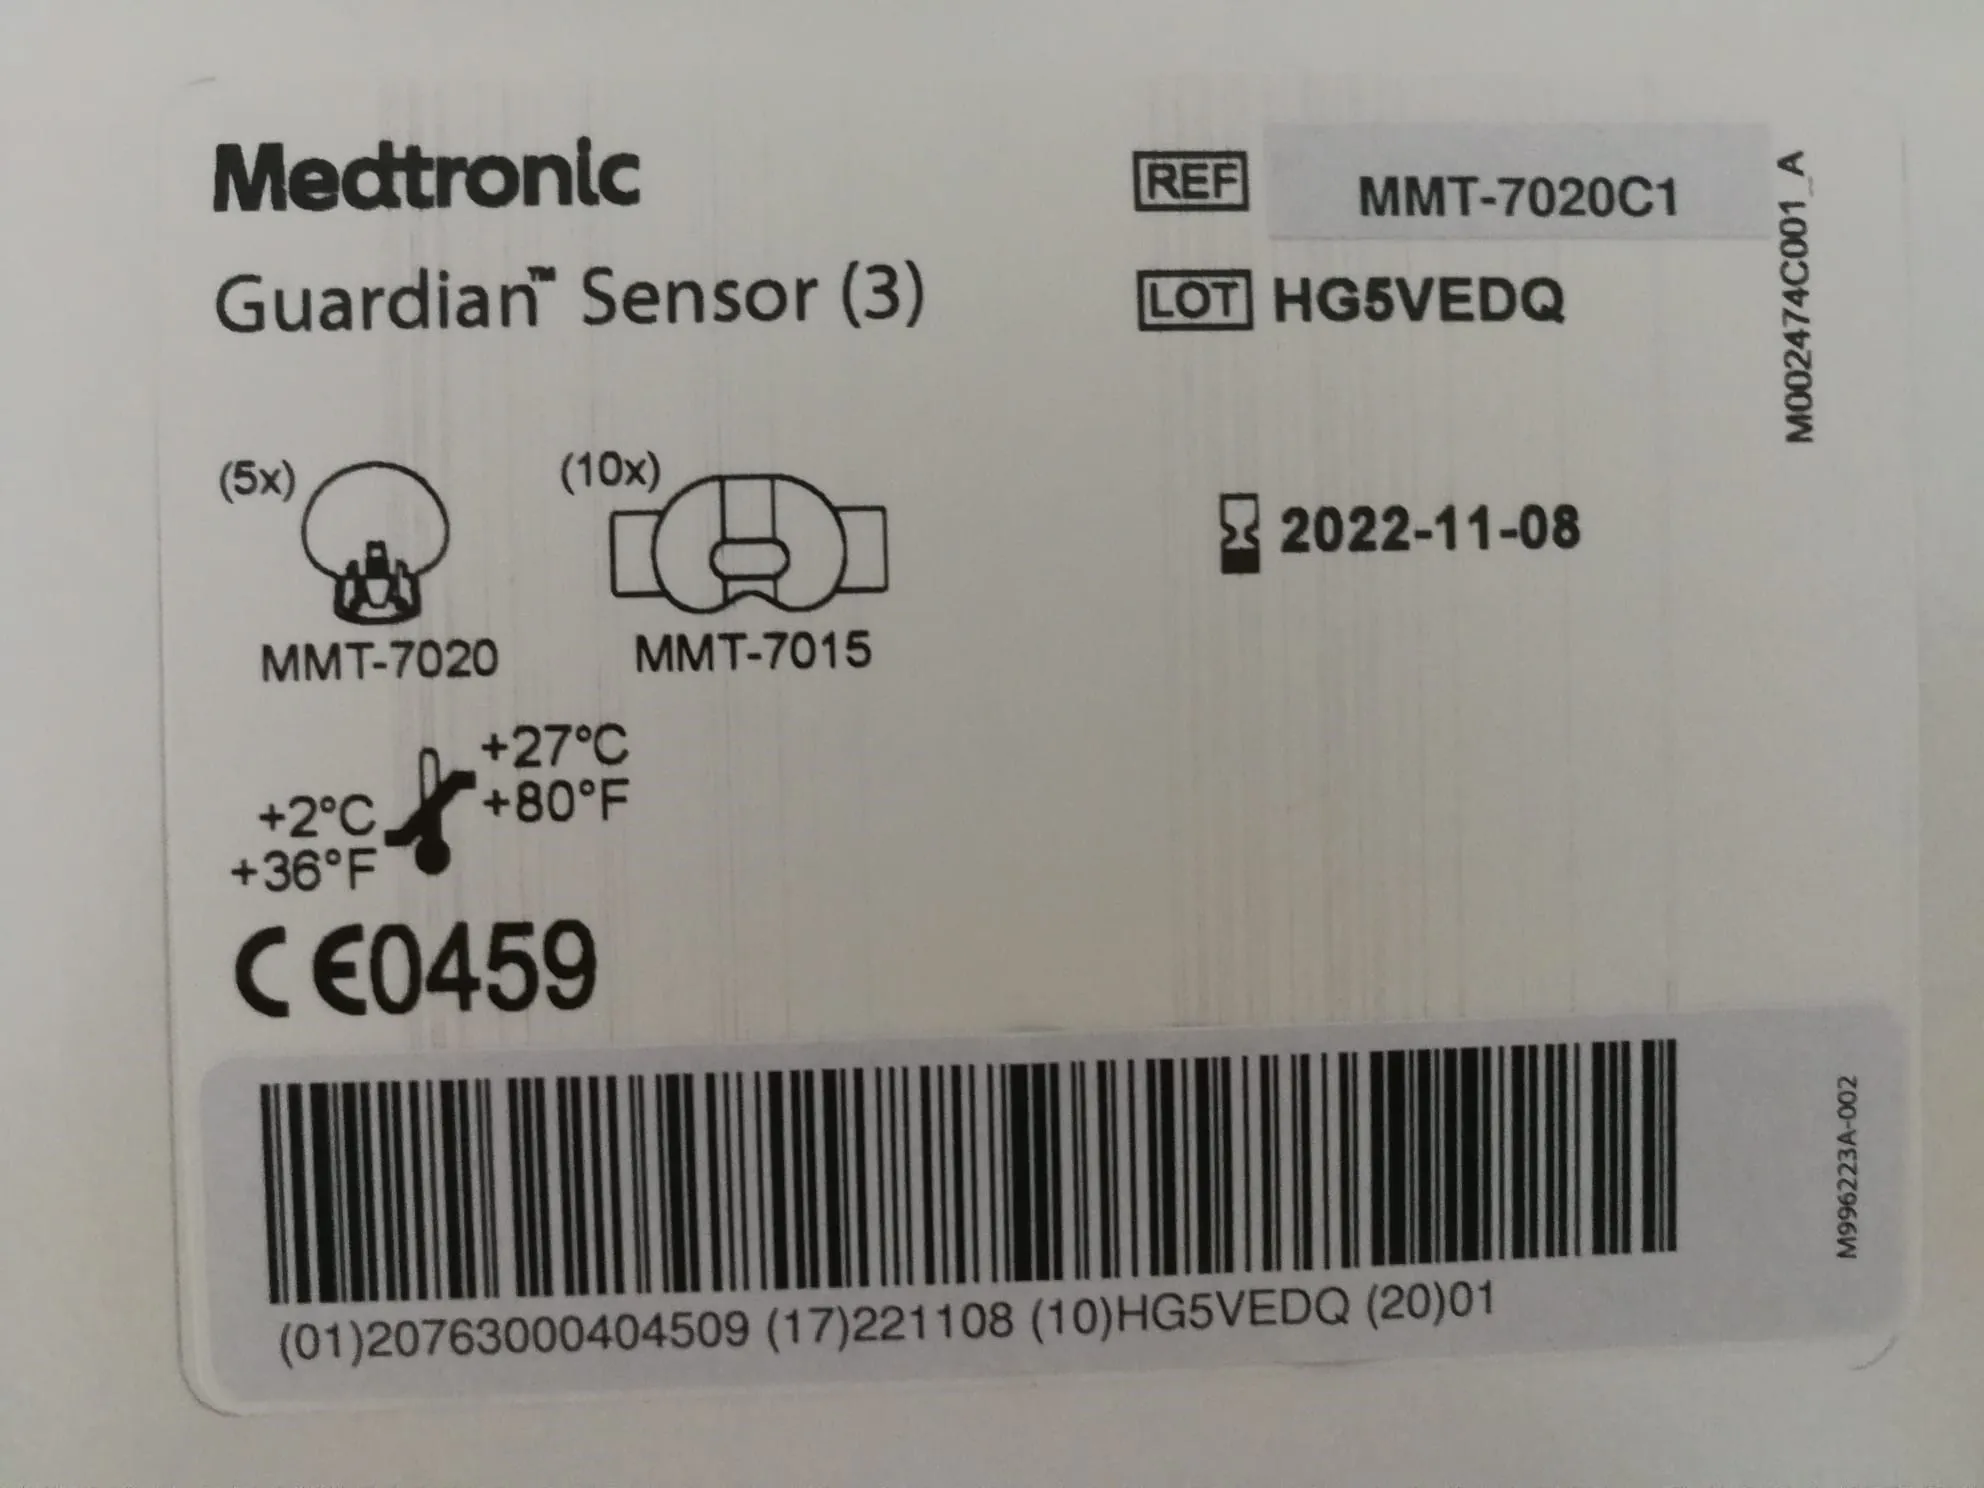 Medtronic
Guardian™ Sensor (3)
REF MMT-7020C1
LOT HG5VEDQ
M002474C001_A
(5x)
MMT-7020
(10x)
MMT-7015
2022-11-08
+27°C
+80°F
+2°C
+36°F
CE0459
(01)20763000404509 (17)221108 (10)HG5VEDQ (20)01
M996223A-002